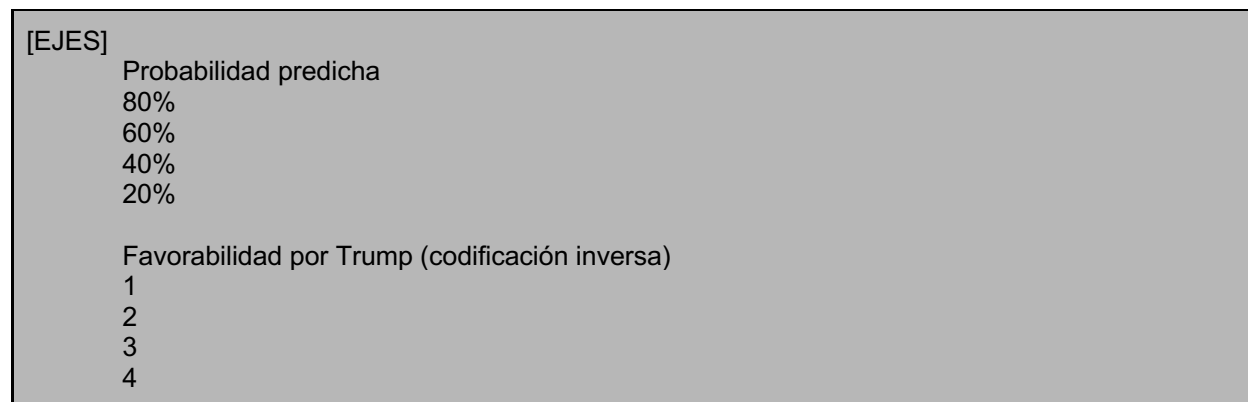 [EJES]
Probabilidad predicha
80%
60%
40%
20%
Favorabilidad por Trump (codificación inversa)
1
2
3
4